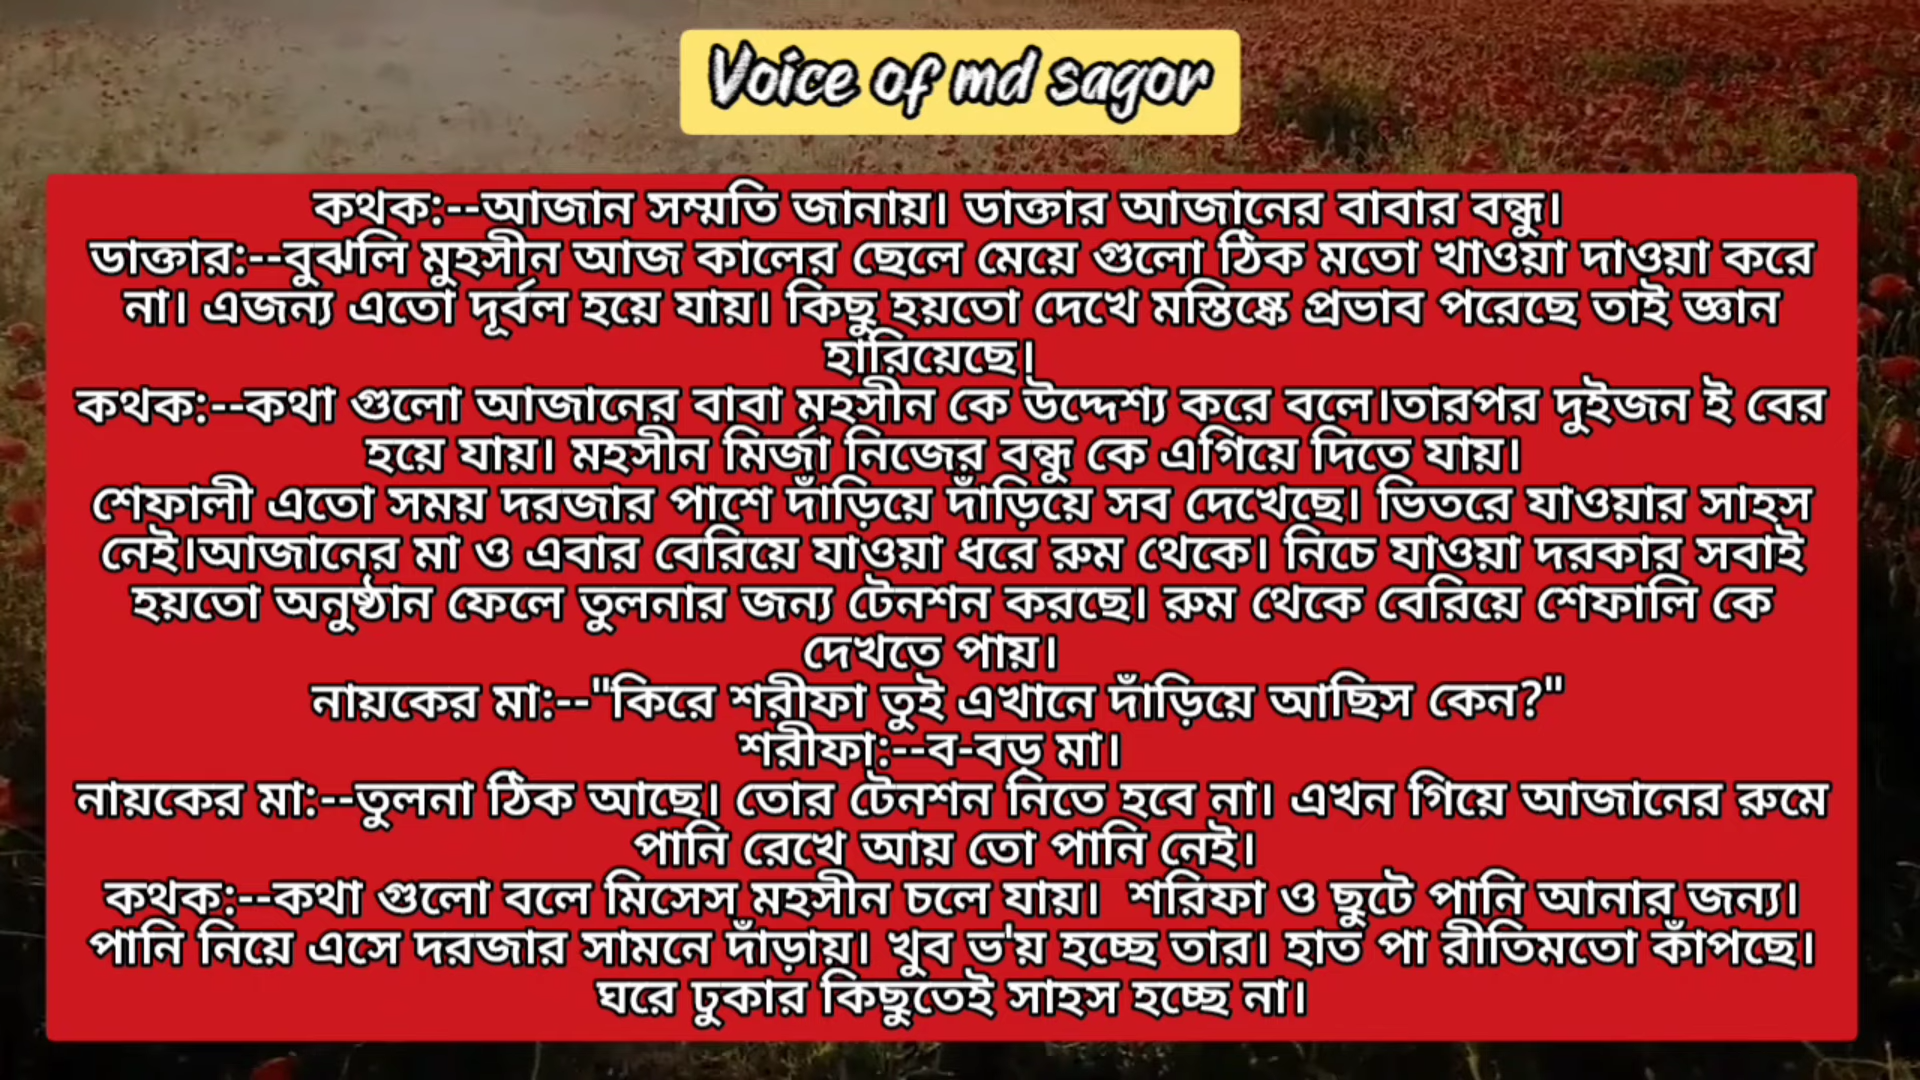 Voice of md sagor
কথক:--আজান সম্মতি জানায়। ডাক্তার আজানের বাবার বন্ধু।
ডাক্তার:--বুঝলি মুহসীন আজ কালের ছেলে মেয়ে গুলো ঠিক মতো খাওয়া দাওয়া করে
না। এজন্য এতো দূর্বল হয়ে যায়। কিছু হয়তো দেখে মস্তিষ্কে প্রভাব পরেছে তাই জ্ঞান
হারিয়েছে।
কথক:--কথা গুলো আজানের বাবা মহসীন কে উদ্দেশ্য করে বলে।তারপর দুইজন ই বের
হয়ে যায়। মহসীন মির্জা নিজের বন্ধু কে এগিয়ে দিতে যায়।
শেফালী এতো সময় দরজার পাশে দাঁড়িয়ে দাঁড়িয়ে সব দেখেছে। ভিতরে যাওয়ার সাহস
নেই।আজানের মা ও এবার বেরিয়ে যাওয়া ধরে রুম থেকে। নিচে যাওয়া দরকার সবাই
হয়তো অনুষ্ঠান ফেলে তুলনার জন্য টেনশন করছে। রুম থেকে বেরিয়ে শেফালি কে
দেখতে পায়।
নায়কের মা:--"কিরে শরীফা তুই এখানে দাঁড়িয়ে আছিস কেন?"
শরীফা:--ব-বড় মা।
নায়কের মা:--তুলনা ঠিক আছে। তোর টেনশন নিতে হবে না। এখন গিয়ে আজানের রুমে
পানি রেখে আয় তো পানি নেই।
কথক:--কথা গুলো বলে মিসেস মহসীন চলে যায়।  শরিফা ও ছুটে পানি আনার জন্য।
পানি নিয়ে এসে দরজার সামনে দাঁড়ায়। খুব ভ'য় হচ্ছে তার। হাত পা রীতিমতো কাঁপছে।
ঘরে ঢুকার কিছুতেই সাহস হচ্ছে না।